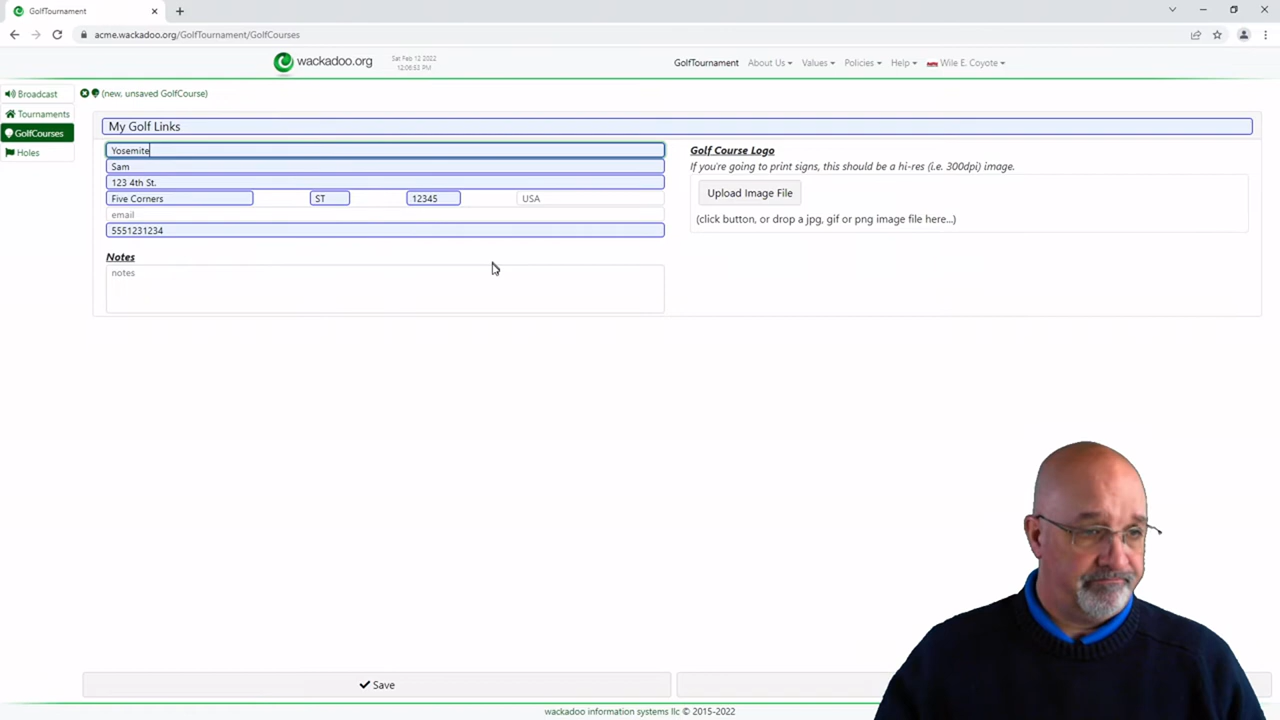 GolfTournament
acme.wackadoo.org/GolfTournament/GolfCourses
wackadoo.org
Sat Feb 12 2022
12:06:53 PM
GolfTournament About Us Values Policies Help Wile E. Coyote
Broadcast
(new, unsaved GolfCourse)
Tournaments
GolfCourses
Holes
My Golf Links
Yosemite
Sam
123 4th St.
Five Corners ST 12345 USA
email
5551231234
Notes
notes
Golf Course Logo
If you're going to print signs, this should be a hi-res (i.e. 300dpi) image.
Upload Image File
(click button, or drop a jpg, gif or png image file here...)
Save
wackadoo information systems llc © 2015-2022